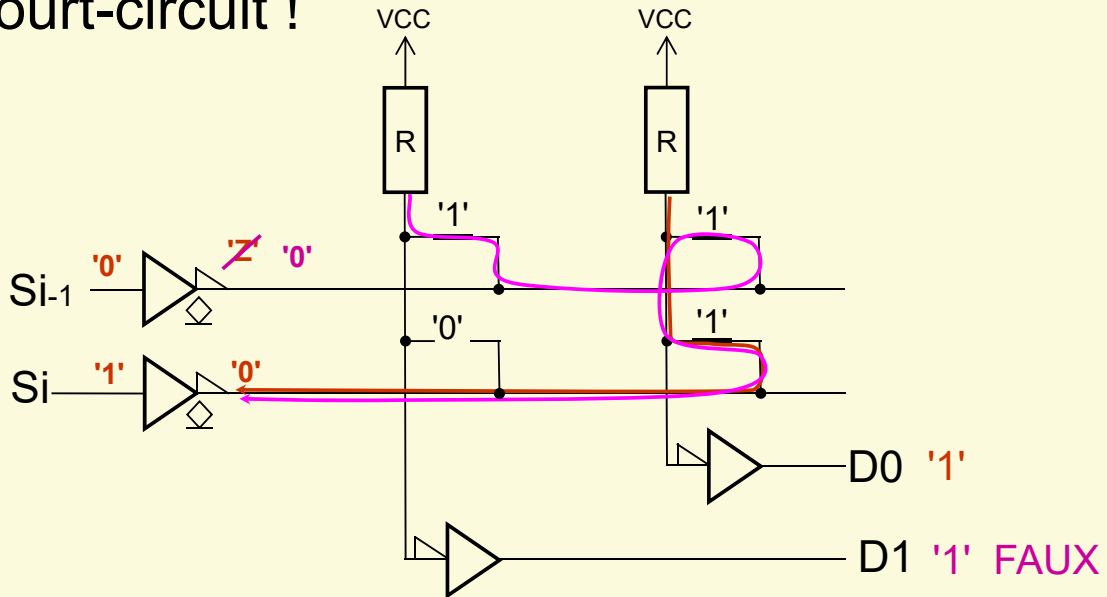 ourt-circuit !
VCC VCC
R R
'1' '1'
'0' 'Z' '0'
Si-1
'0' '1'
'1' '0'
Si
D0 '1'
D1 '1' FAUX